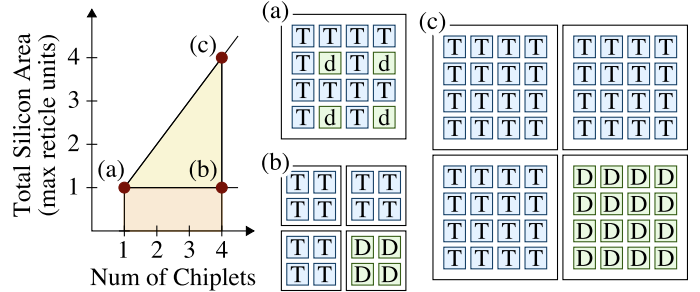 Total Silicon Area
(max reticle units)
4
3
2
1
(a)
(b)
(c)
1 2 3 4
Num of Chiplets
(a)
T T T T
T d T d
T T T T
T d T d
(b)
T T T T
T T T T
T T D D
T T D D
(c)
T T T T T T T T
T T T T T T T T
T T T T T T T T
T T T T T T T T
T T T T D D D D
T T T T D D D D
T T T T D D D D
T T T T D D D D